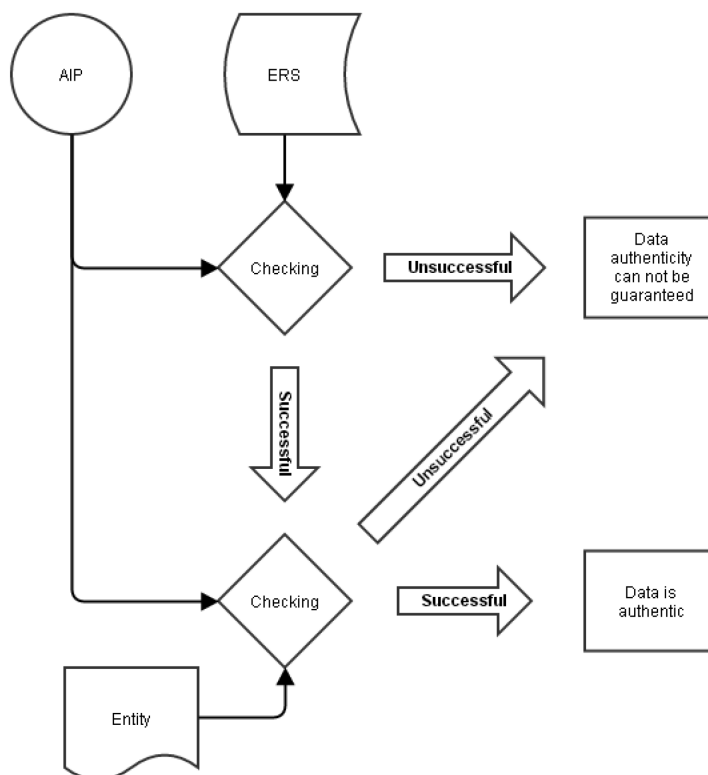 AIP
ERS
Checking
Unsuccessful
Data
authenticity
can not be
guaranteed
Successful
Unsuccessful
Checking
Successful
Data is
authentic
Entity